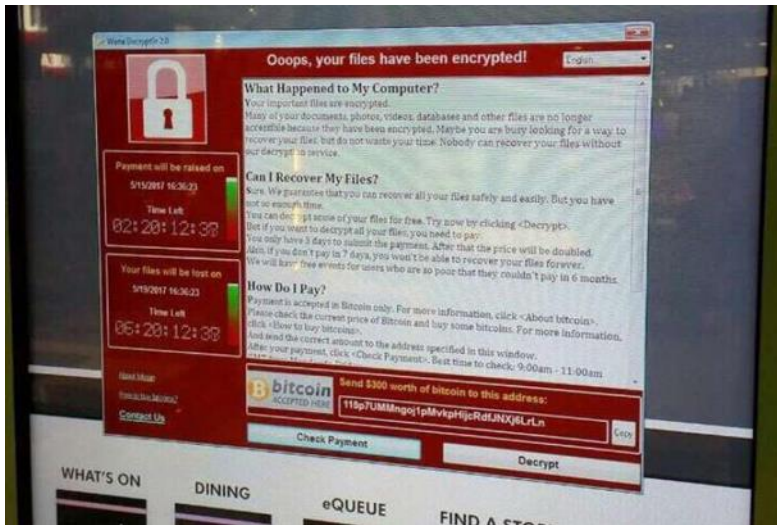 Wana Decrypt0r 2.0
Ooops, your files have been encrypted!
English
What Happened to My Computer?
Your important files are encrypted.
Many of your documents, photos, videos, databases and other files are no longer
accessible because they have been encrypted. Maybe you are busy looking for a way to
recover your files, but do not waste your time. Nobody can recover your files without
our decryption service.
Can I Recover My Files?
Sure. We guarantee that you can recover all your files safely and easily. But you have
not so enough time.
You can decrypt some of your files for free. Try now by clicking <Decrypt>.
But if you want to decrypt all your files, you need to pay.
You only have 3 days to submit the payment. After that the price will be doubled.
Also, if you don't pay in 7 days, you won't be able to recover your files forever.
We will have free events for users who are so poor that they couldn't pay in 6 months.
How Do I Pay?
Payment is accepted in Bitcoin only. For more information, click <About bitcoin>.
Please check the current price of Bitcoin and buy some bitcoins. For more information,
click <How to buy bitcoins>.
And send the correct amount to the address specified in this window.
After your payment, click <Check Payment>. Best time to check: 9:00am - 11:00am
Payment will be raised on
5/15/2017 16:36:23
Time Left
02:20:12:38
Your files will be lost on
5/19/2017 16:36:23
Time Left
06:20:12:38
About bitcoin
How to buy bitcoins?
Contact Us
bitcoin
ACCEPTED HERE
Send $300 worth of bitcoin to this address:
Copy
Check Payment
Decrypt
WHAT'S ON
DINING
eQUEUE
FIND A